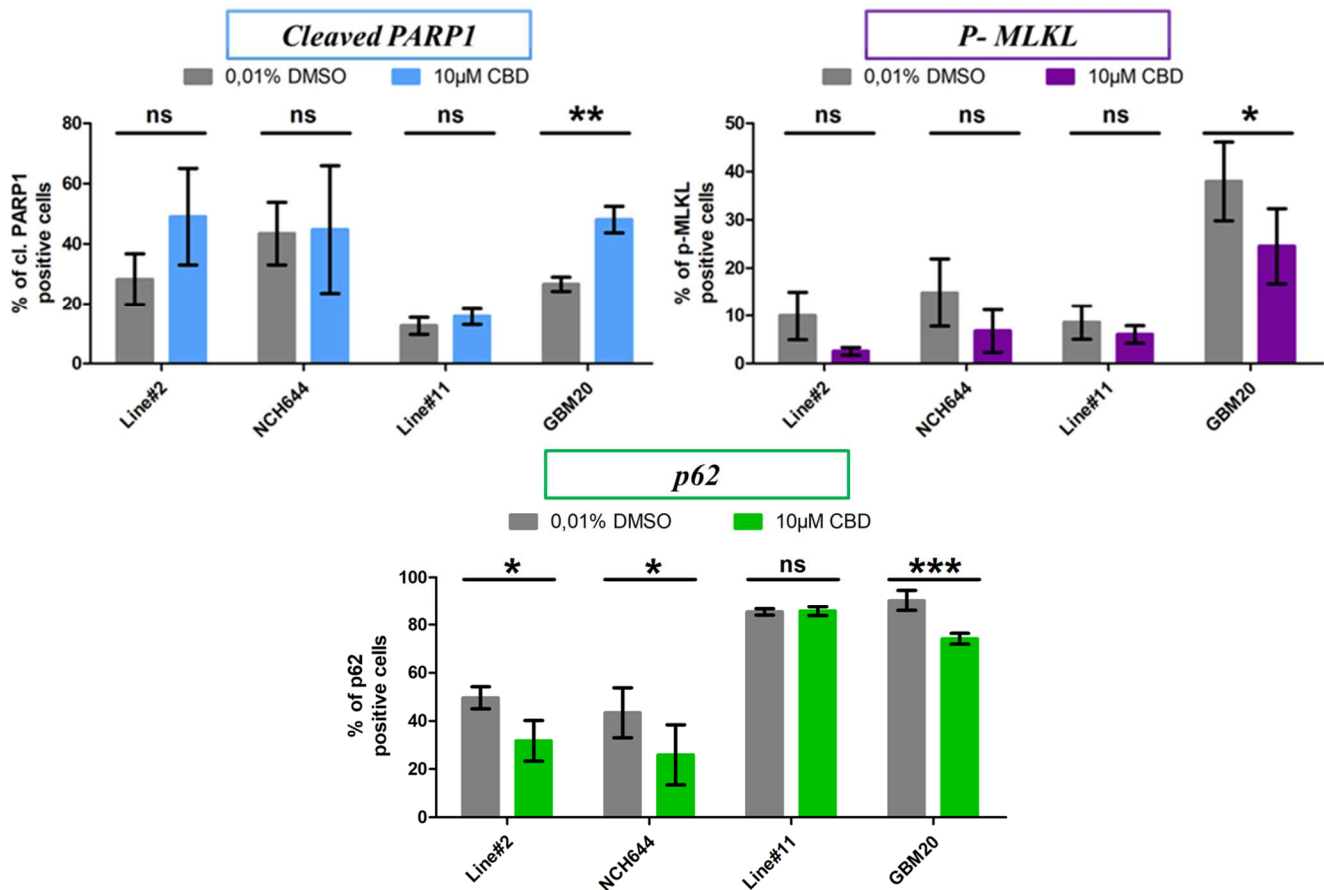 Cleaved PARP1
0,01% DMSO 10µM CBD
ns ns ns **
% of cl. PARP1
positive cells
80
60
40
20
0
Line#2 NCH644 Line#11 GBM20
P- MLKL
0,01% DMSO 10µM CBD
ns ns ns *
% of p-MLKL
positive cells
50
40
30
20
10
0
Line#2 NCH644 Line#11 GBM20
p62
0,01% DMSO 10µM CBD
* * ns ***
% of p62
positive cells
100
80
60
40
20
0
Line#2 NCH644 Line#11 GBM20